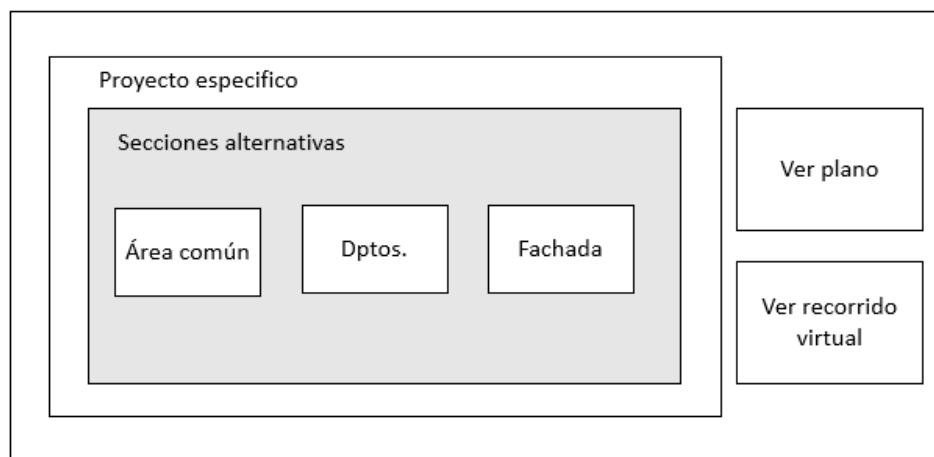 Proyecto especifico
Secciones alternativas
Área común
Dptos.
Fachada
Ver plano
Ver recorrido
virtual